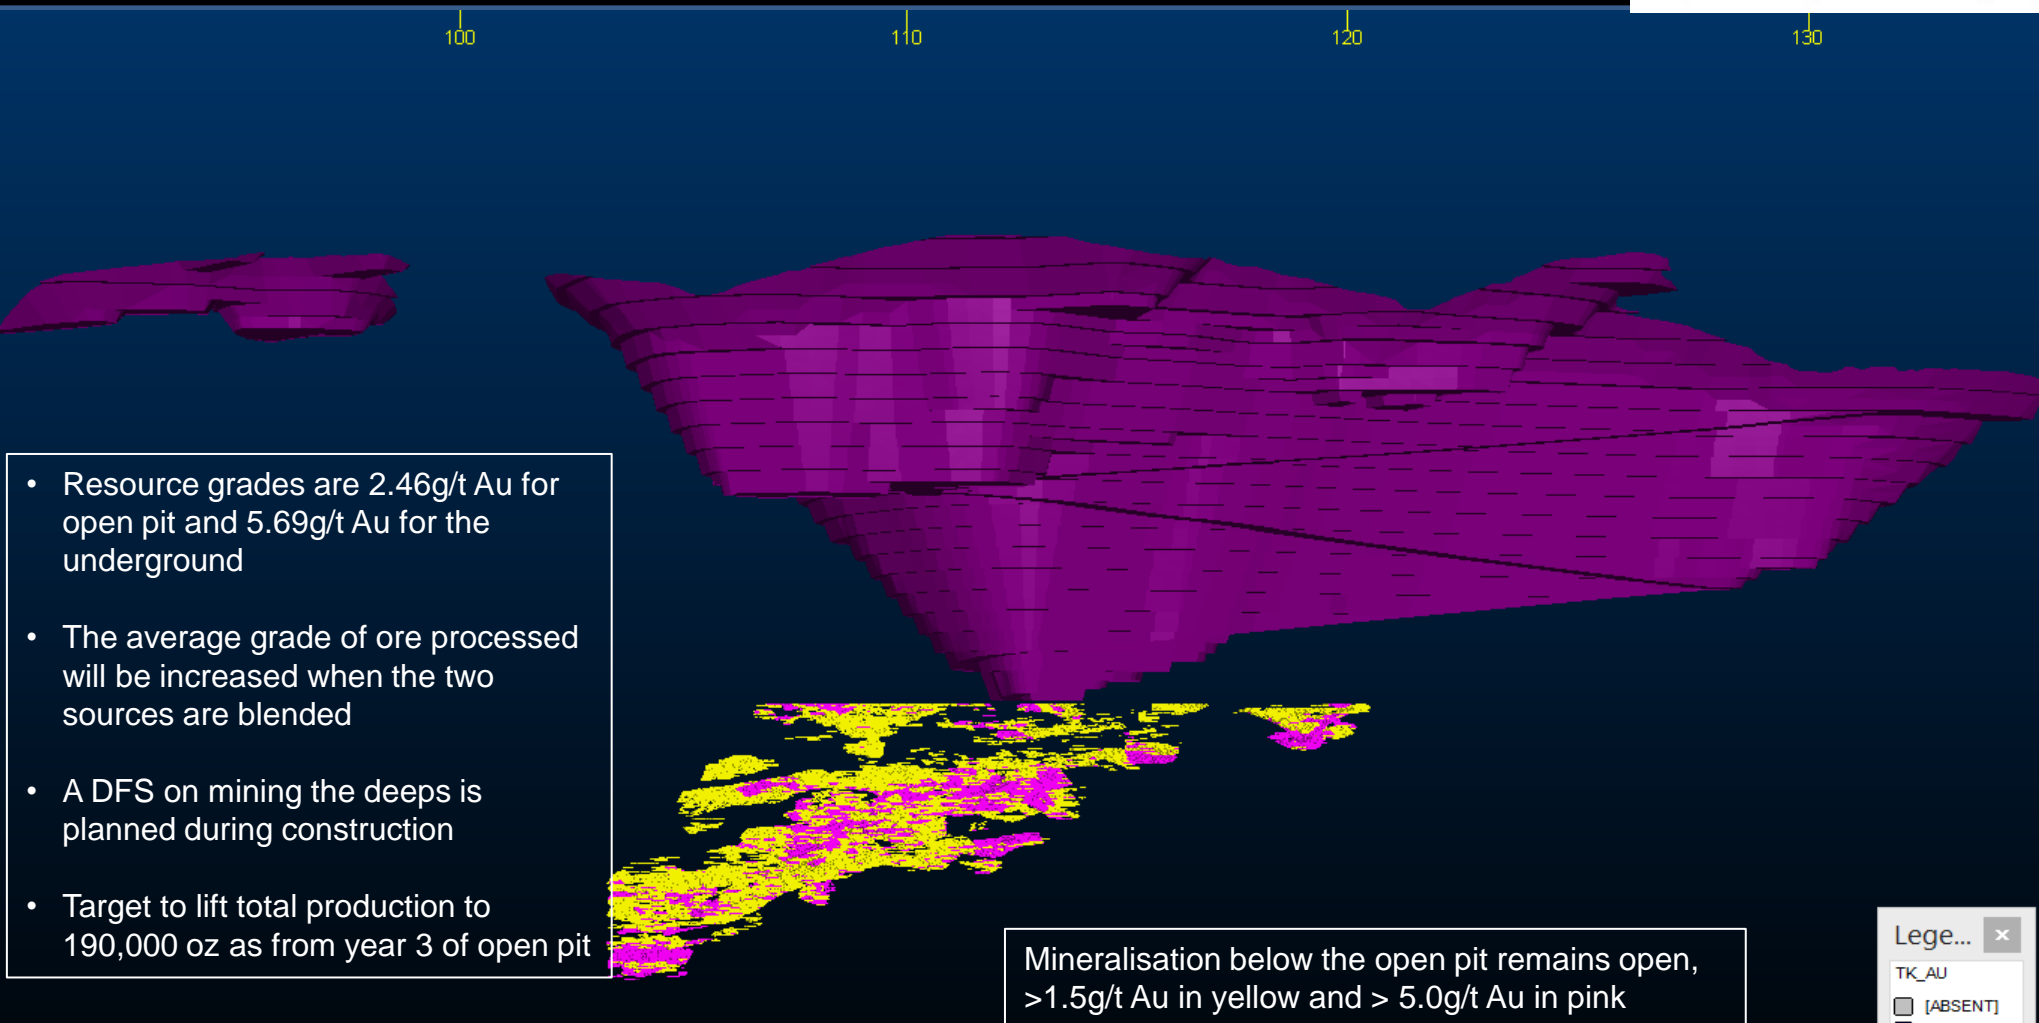 100 110 120 130
• Resource grades are 2.46g/t Au for
open pit and 5.69g/t Au for the
underground
• The average grade of ore processed
will be increased when the two
sources are blended
• A DFS on mining the deeps is
planned during construction
• Target to lift total production to
190,000 oz as from year 3 of open pit
Mineralisation below the open pit remains open,
>1.5g/t Au in yellow and > 5.0g/t Au in pink
Lege... ×
TK_AU
[ABSENT]